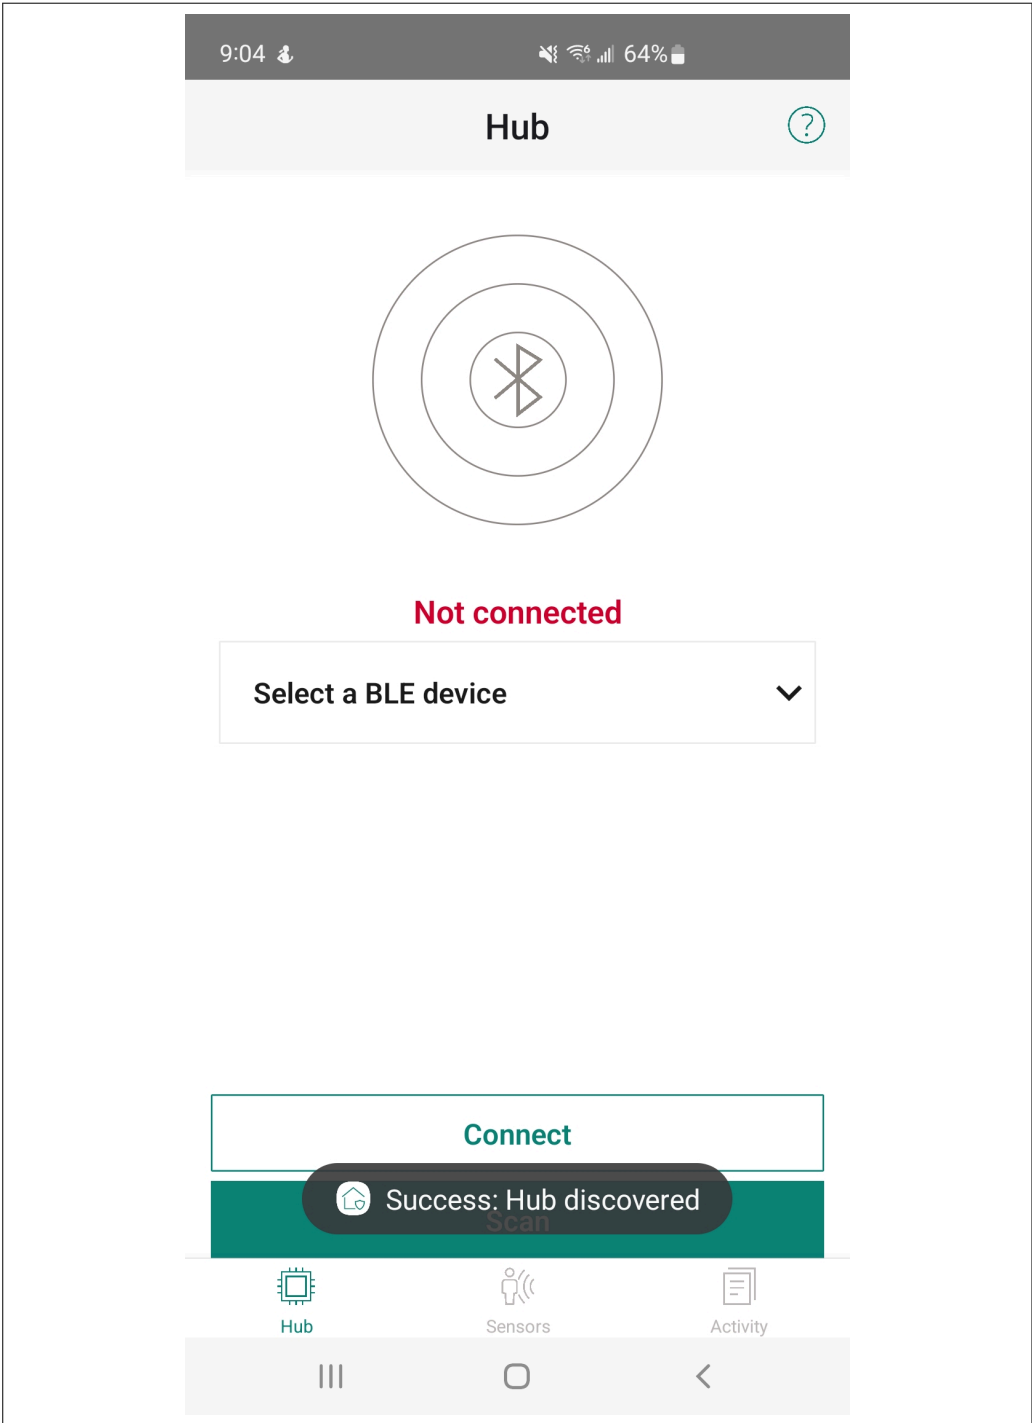 9:04 64%
Hub
?
Not connected
Select a BLE device
Connect
Success: Hub discovered
Scan
Hub Sensors Activity